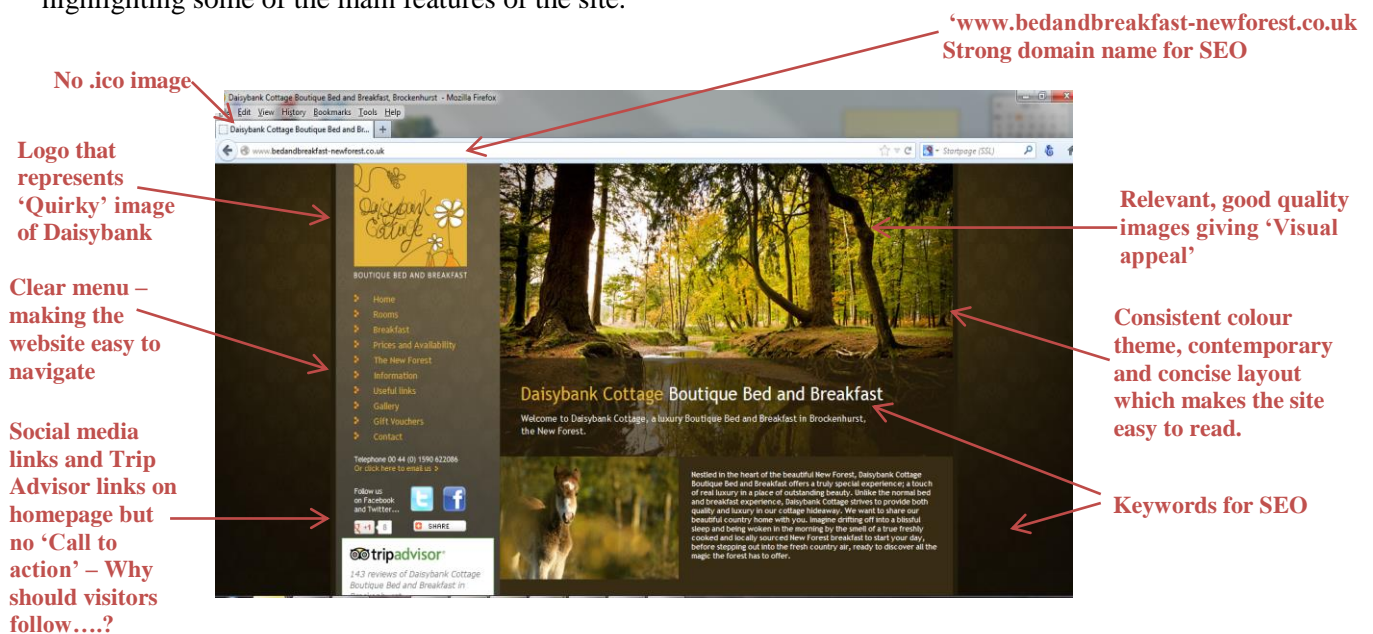 highlighting some of the main features of the site.
'www.bedandbreakfast-newforest.co.uk
Strong domain name for SEO
No .ico image
Logo that
represents
'Quirky' image
of Daisybank
Clear menu –
making the
website easy to
navigate
Social media
links and Trip
Advisor links on
homepage but
no 'Call to
action' – Why
should visitors
follow….?
Daisybank Cottage Boutique Bed and Breakfast, Brockenhurst - Mozilla Firefox
Edit View History Bookmarks Tools Help
Daisybank Cottage Boutique Bed and Br...
www.bedandbreakfast-newforest.co.uk
Startpage (SSL)
Daisybank
Cottage
BOUTIQUE BED AND BREAKFAST
Home
Rooms
Breakfast
Prices and Availability
The New Forest
Information
Useful links
Gallery
Gift Vouchers
Contact
Telephone 00 44 (0) 1590 622086
Or click here to email us >
Follow us
on Facebook
and Twitter...
+1 8
SHARE
tripadvisor
143 reviews of Daisybank Cottage
Boutique Bed and Breakfast in
Daisybank Cottage Boutique Bed and Breakfast
Welcome to Daisybank Cottage, a luxury Boutique Bed and Breakfast in Brockenhurst,
the New Forest.
Nestled in the heart of the beautiful New Forest, Daisybank Cottage
Boutique Bed and Breakfast offers a truly special experience; a touch
of real luxury in a place of outstanding beauty. Unlike the normal bed
and breakfast experience, Daisybank Cottage strives to provide both
quality and luxury in our cottage hideaway. We want to share our
beautiful country home with you. Imagine drifting off into a blissful
sleep and being woken in the morning by the smell of a true freshly
cooked and locally sourced New Forest breakfast to start your day,
before stepping out into the fresh country air, ready to discover all the
magic the forest has to offer.
Relevant, good quality
images giving 'Visual
appeal'
Consistent colour
theme, contemporary
and concise layout
which makes the site
easy to read.
Keywords for SEO